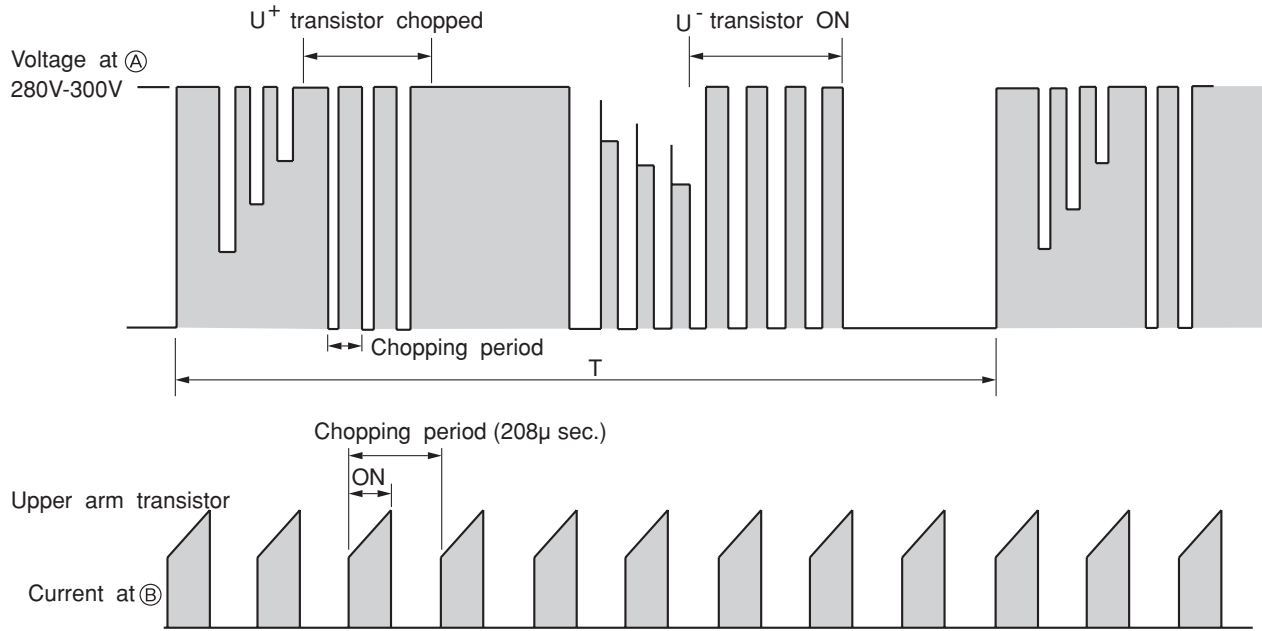 U+ transistor chopped
U- transistor ON
Voltage at Ⓐ
280V-300V
Chopping period
T
Chopping period (208μ sec.)
ON
Upper arm transistor
Current at Ⓑ